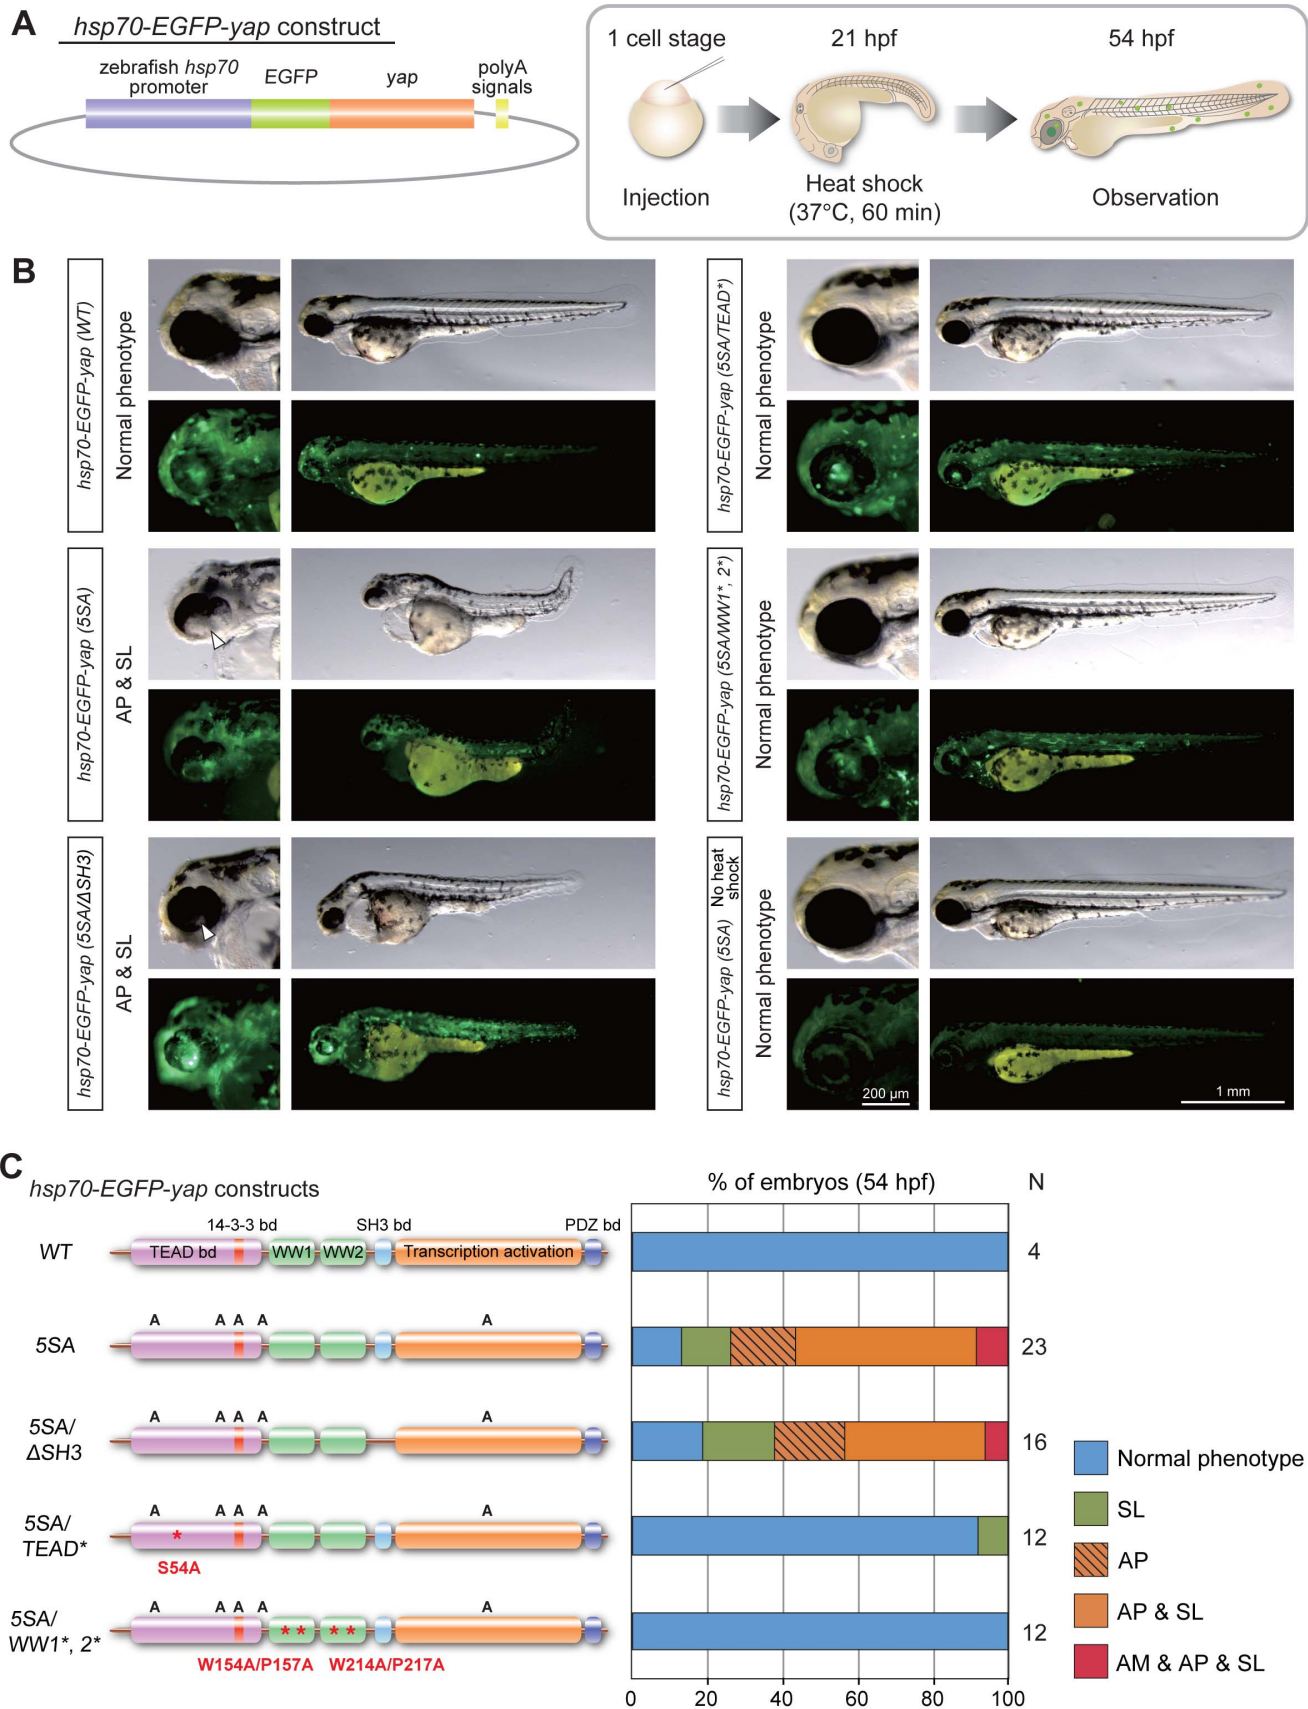 A
hsp70-EGFP-yap construct
zebrafish hsp70
promoter
EGFP
yap
polyA
signals
1 cell stage
21 hpf
54 hpf
Injection
Heat shock
(37°C, 60 min)
Observation
B
hsp70-EGFP-yap (WT)
Normal phenotype
hsp70-EGFP-yap (5SA/TEAD*)
Normal phenotype
hsp70-EGFP-yap (5SA)
AP & SL
hsp70-EGFP-yap (5SA/WW1*, 2*)
Normal phenotype
hsp70-EGFP-yap (5SA/ΔSH3)
AP & SL
hsp70-EGFP-yap (5SA)
No heat
shock
Normal phenotype
200 µm
1 mm
C
hsp70-EGFP-yap constructs
% of embryos (54 hpf)
N
14-3-3 bd
SH3 bd
PDZ bd
WT
TEAD bd
WW1
WW2
Transcription activation
4
A A A A A
5SA
23
A A A A A
5SA/
ΔSH3
16
A A A A A
5SA/
TEAD*
*
S54A
12
A A A A A
5SA/
WW1*, 2*
* * * *
W154A/P157A
W214A/P217A
12
0 20 40 60 80 100
Normal phenotype
SL
AP
AP & SL
AM & AP & SL